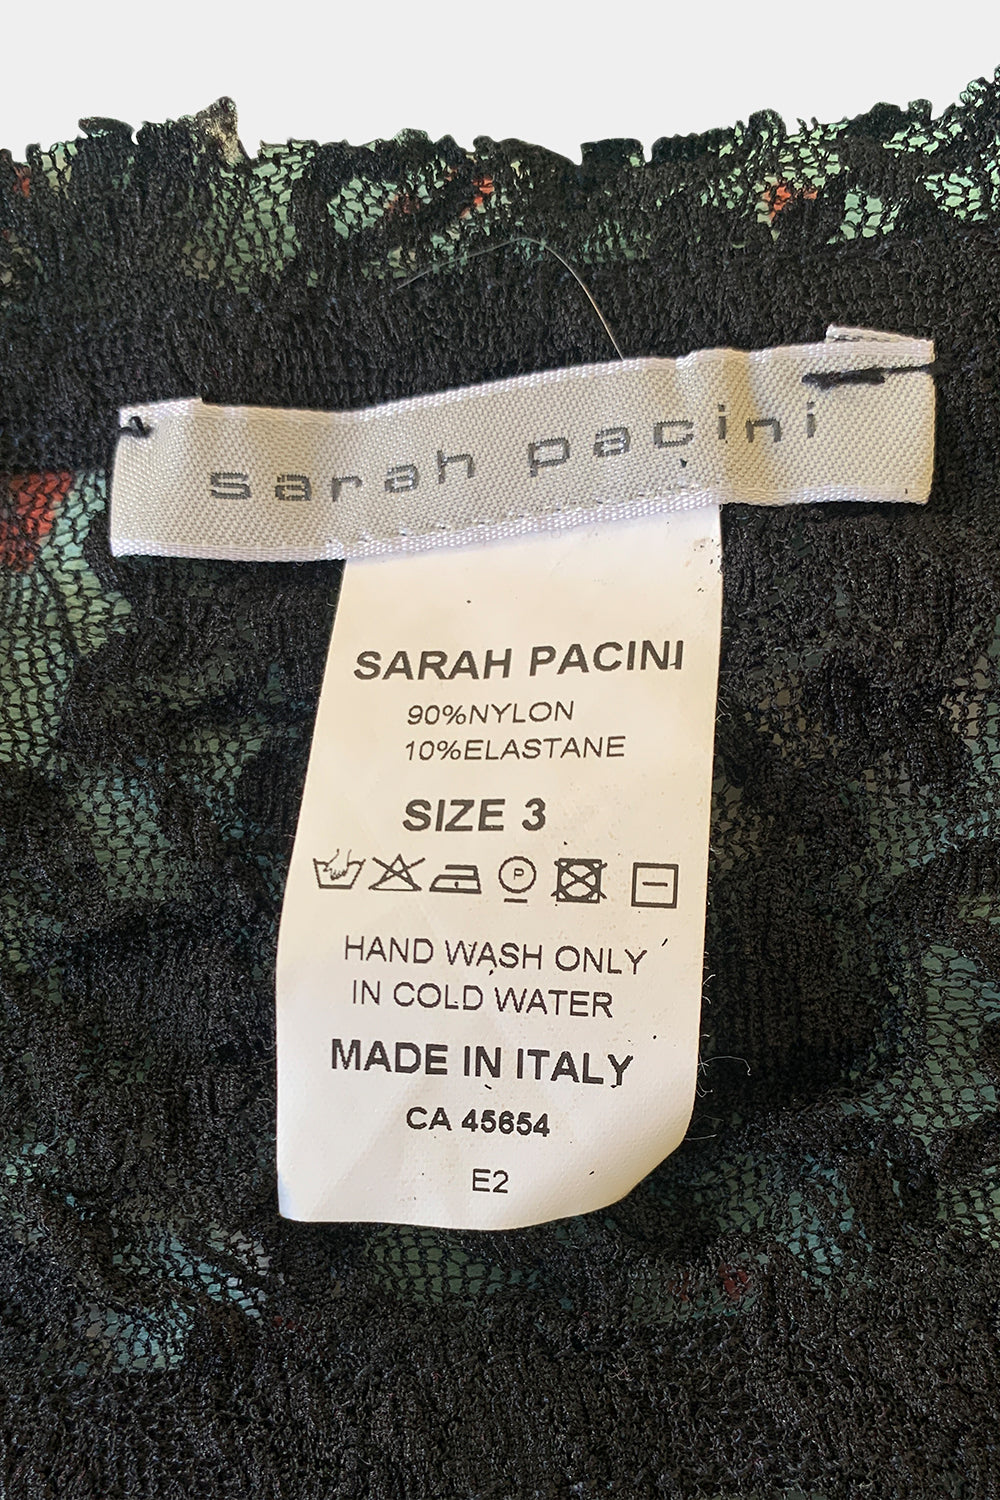 sarah pacini
SARAH PACINI
90%NYLON
10%ELASTANE
SIZE 3
P
HAND WASH ONLY
IN COLD WATER
MADE IN ITALY
CA 45654
E2